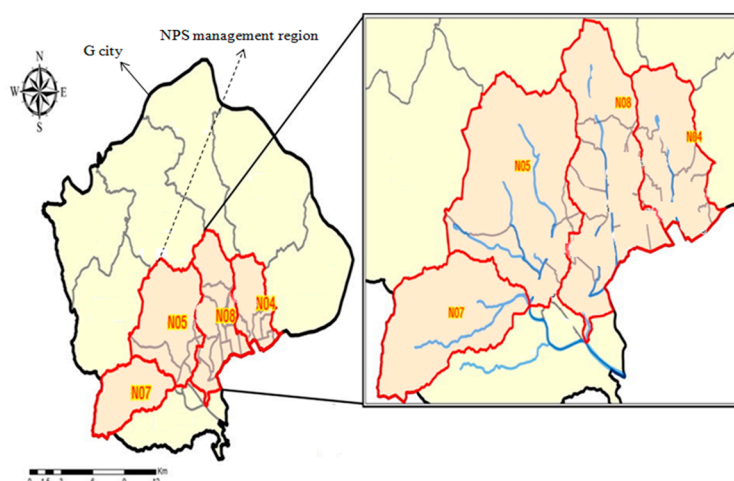 NPS management region
G city
N
W E
S
N08
N04
N05
N07
N05
N08
N04
N07
Km